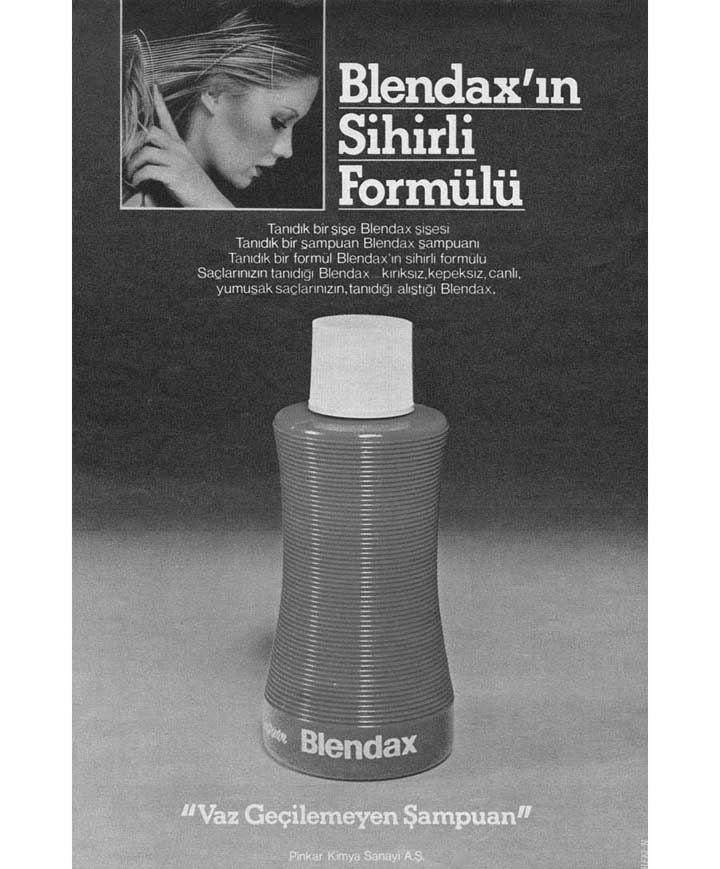 Blendax'ın
Sihirli
Formülü
Tanıdık bir şişe Blendax şişesi
Tanıdık bir şampuan Blendax şampuanı
Tanıdık bir formül Blendax'ın sihirli formülü
Saçlarınızın tanıdığı Blendax... kırıksız, kepeksiz, canlı,
yumuşak saçlarınızın, tanıdığı alıştığı Blendax.
Blendax
"Vaz Geçilemeyen Şampuan"
Pinkar Kimya Sanayi A.Ş.